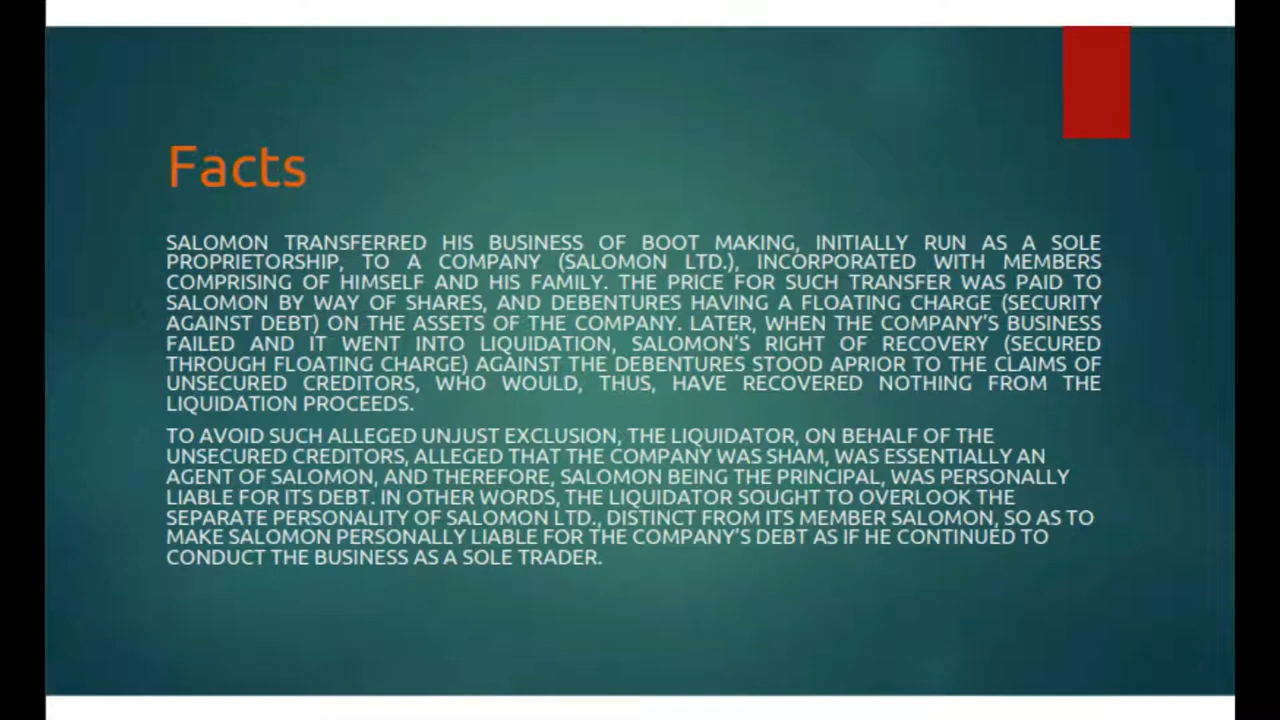 Facts
SALOMON TRANSFERRED HIS BUSINESS OF BOOT MAKING, INITIALLY RUN AS A SOLE
PROPRIETORSHIP, TO A COMPANY (SALOMON LTD.), INCORPORATED WITH MEMBERS
COMPRISING OF HIMSELF AND HIS FAMILY. THE PRICE FOR SUCH TRANSFER WAS PAID TO
SALOMON BY WAY OF SHARES, AND DEBENTURES HAVING A FLOATING CHARGE (SECURITY
AGAINST DEBT) ON THE ASSETS OF THE COMPANY. LATER, WHEN THE COMPANY'S BUSINESS
FAILED AND IT WENT INTO LIQUIDATION, SALOMON'S RIGHT OF RECOVERY (SECURED
THROUGH FLOATING CHARGE) AGAINST THE DEBENTURES STOOD APRIOR TO THE CLAIMS OF
UNSECURED CREDITORS, WHO WOULD, THUS, HAVE RECOVERED NOTHING FROM THE
LIQUIDATION PROCEEDS.
TO AVOID SUCH ALLEGED UNJUST EXCLUSION, THE LIQUIDATOR, ON BEHALF OF THE
UNSECURED CREDITORS, ALLEGED THAT THE COMPANY WAS SHAM, WAS ESSENTIALLY AN
AGENT OF SALOMON, AND THEREFORE, SALOMON BEING THE PRINCIPAL, WAS PERSONALLY
LIABLE FOR ITS DEBT. IN OTHER WORDS, THE LIQUIDATOR SOUGHT TO OVERLOOK THE
SEPARATE PERSONALITY OF SALOMON LTD., DISTINCT FROM ITS MEMBER SALOMON, SO AS TO
MAKE SALOMON PERSONALLY LIABLE FOR THE COMPANY'S DEBT AS IF HE CONTINUED TO
CONDUCT THE BUSINESS AS A SOLE TRADER.